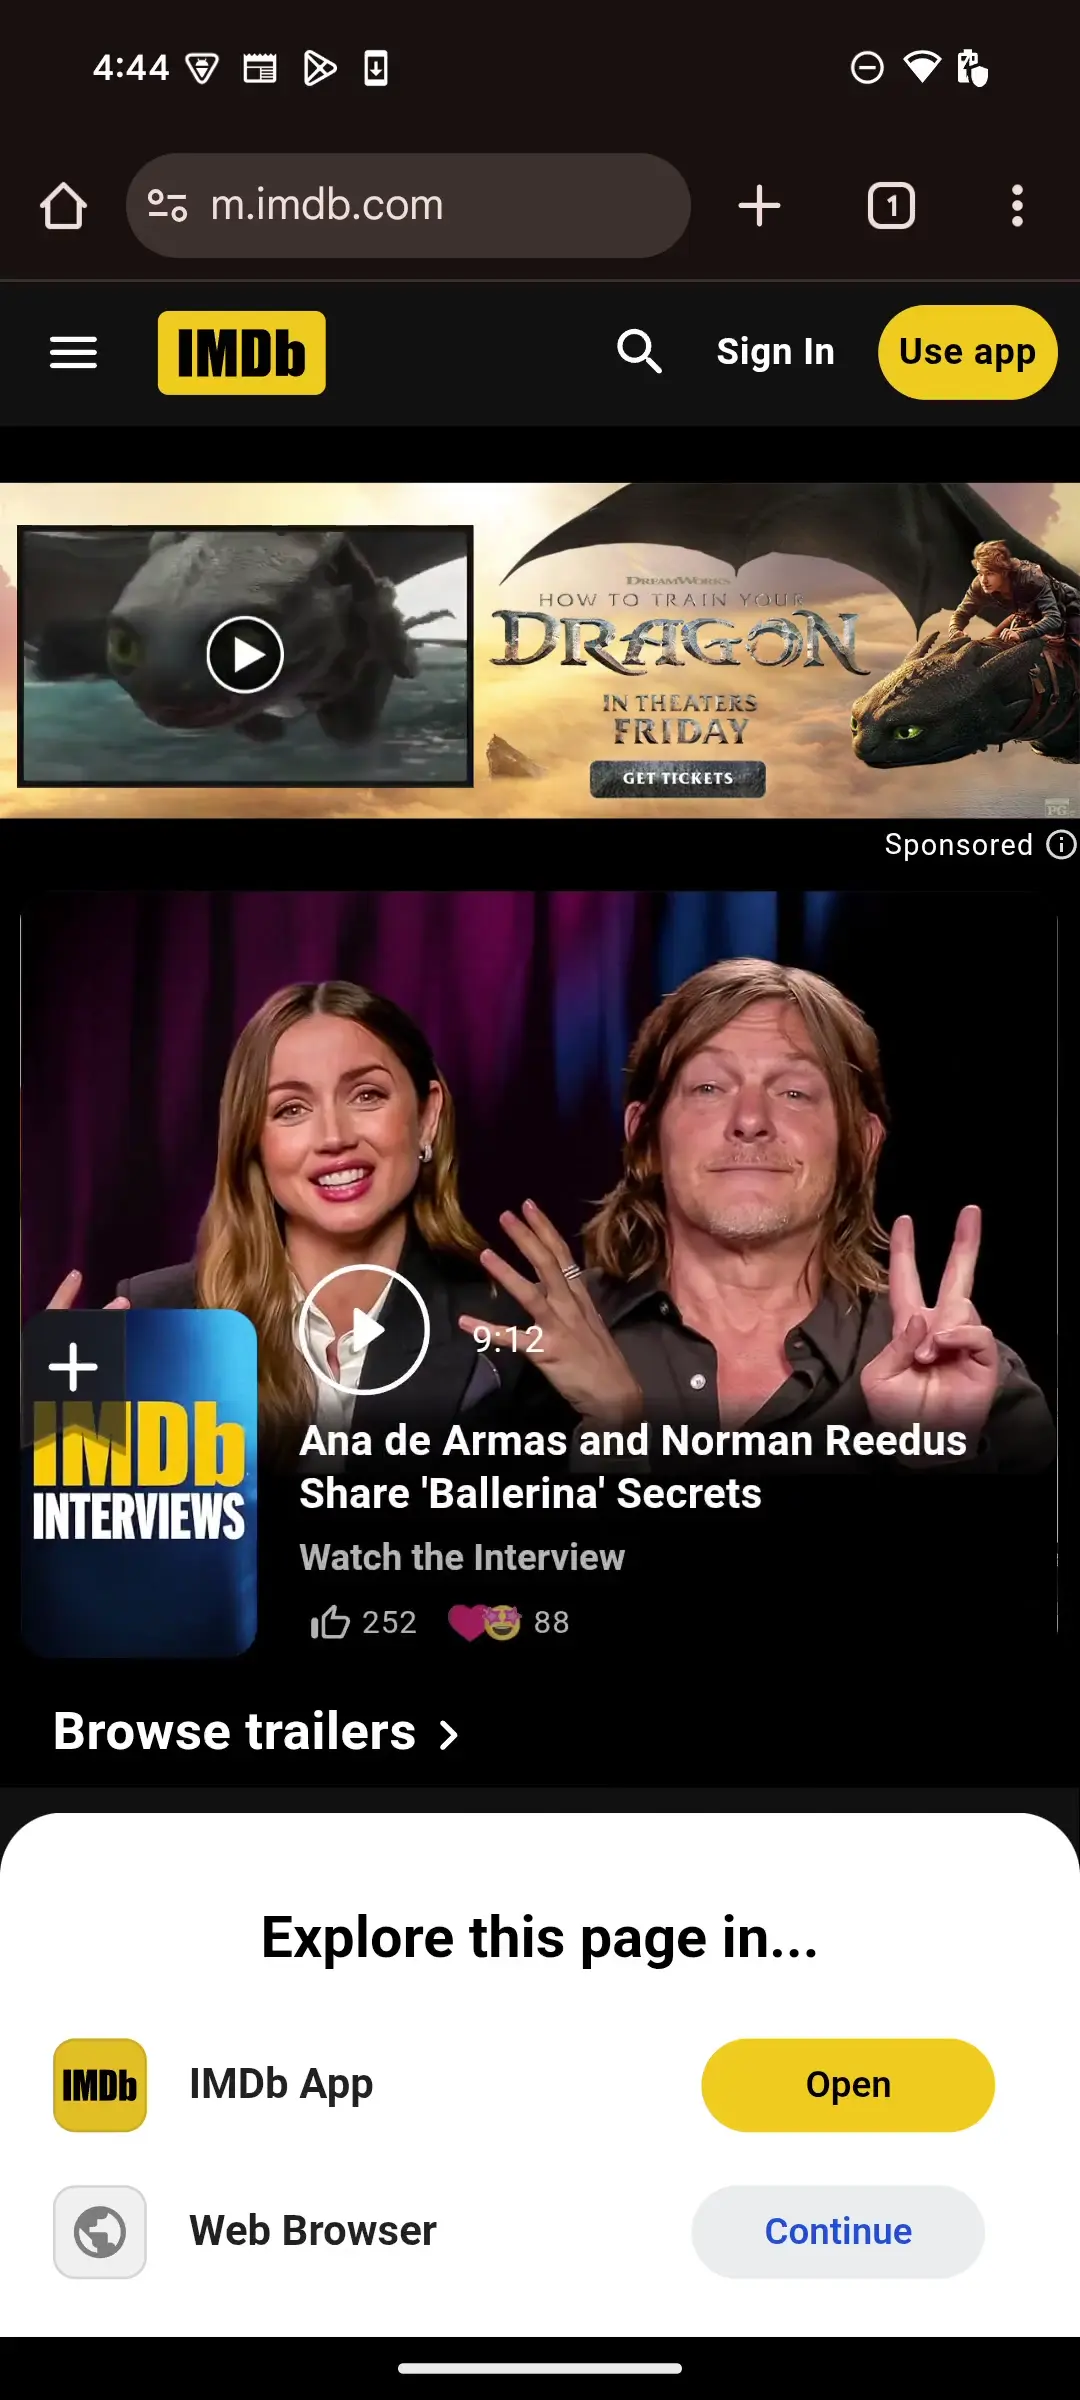 4:44
m.imdb.com
1
IMDb
Sign In
Use app
DREAMWORKS
HOW TO TRAIN YOUR
DRAGON
IN THEATERS
FRIDAY
GET TICKETS
PG
Sponsored
9:12
IMDb
INTERVIEWS
Ana de Armas and Norman Reedus
Share 'Ballerina' Secrets
Watch the Interview
252
88
Browse trailers
Explore this page in...
IMDb
IMDb App
Open
Web Browser
Continue